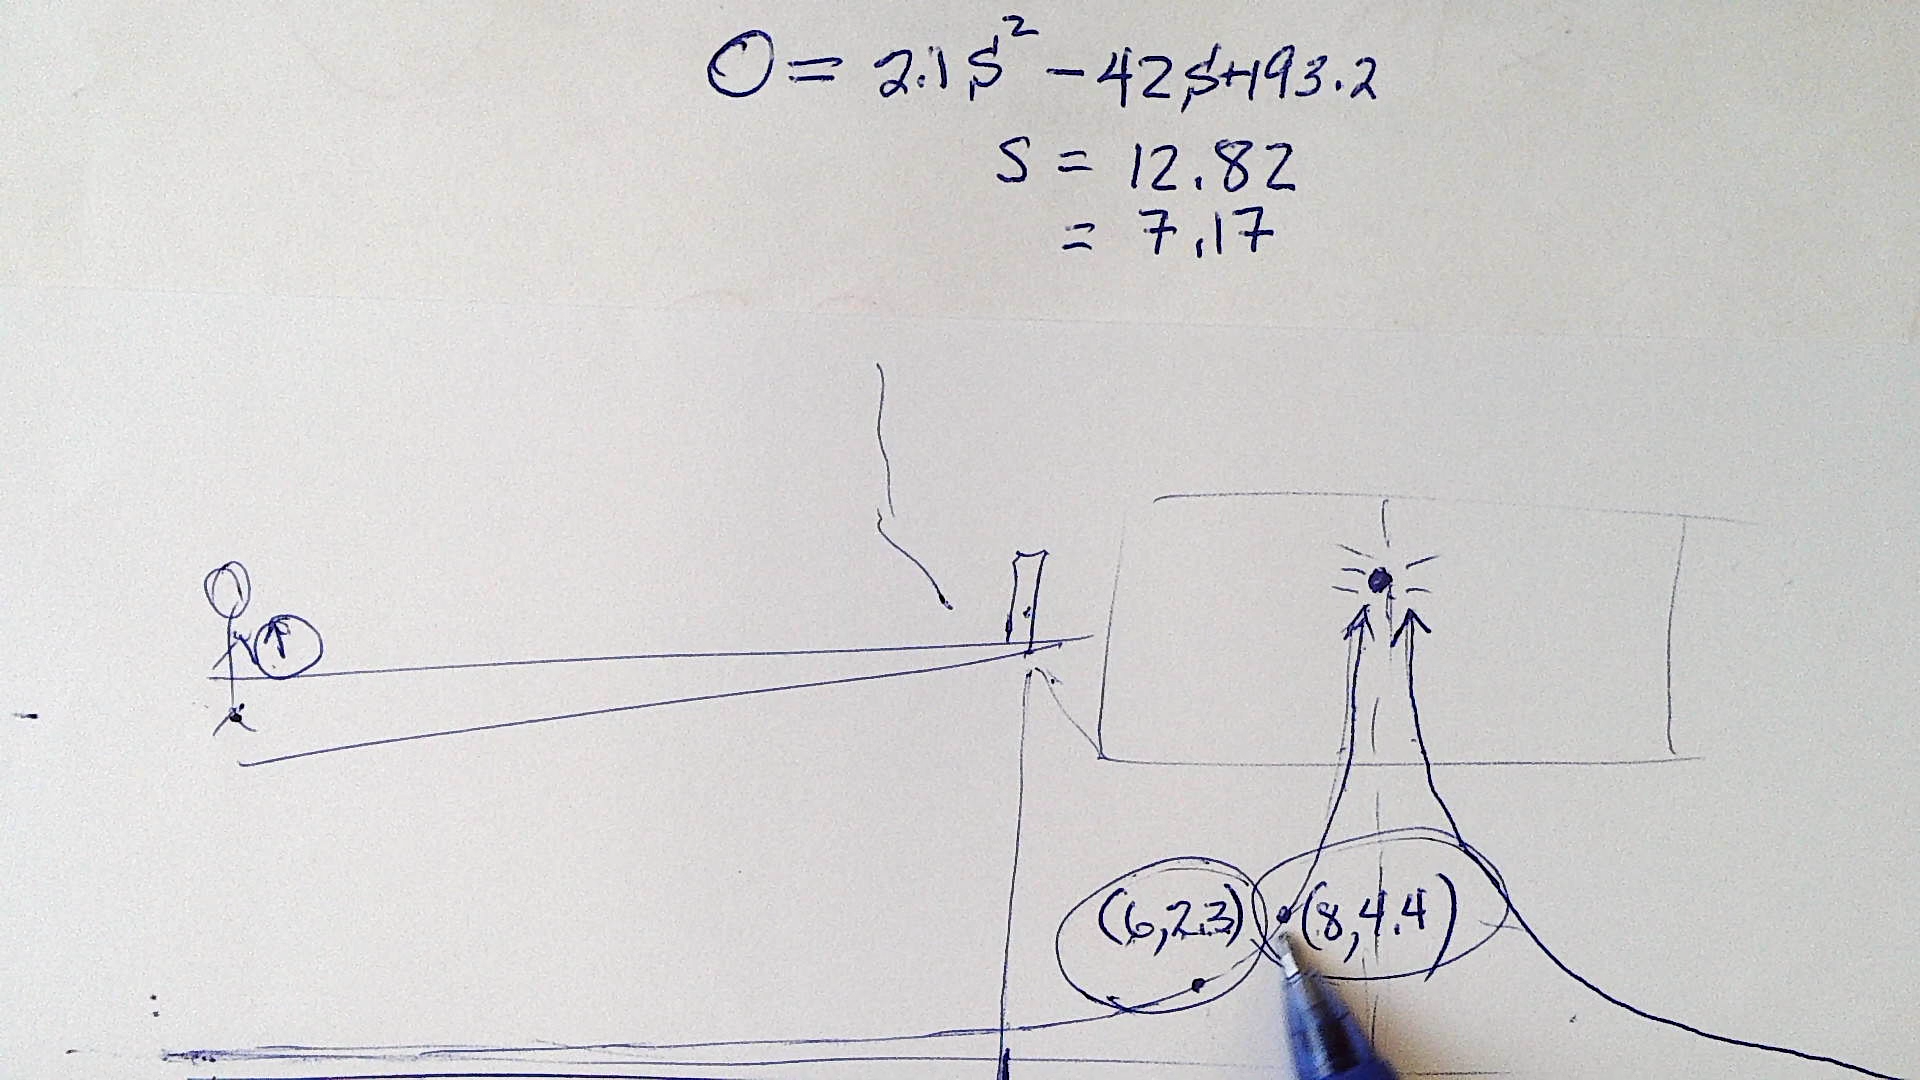 0 = 2.1s² - 42s + 193.2
s = 12.82
= 7.17
(6,2.3) (8,4.4)